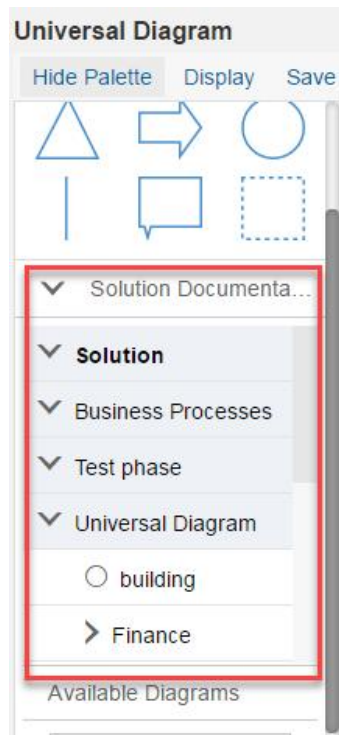 Universal Diagram
Hide Palette Display Save
Solution Documenta...
Solution
Business Processes
Test phase
Universal Diagram
building
Finance
Available Diagrams